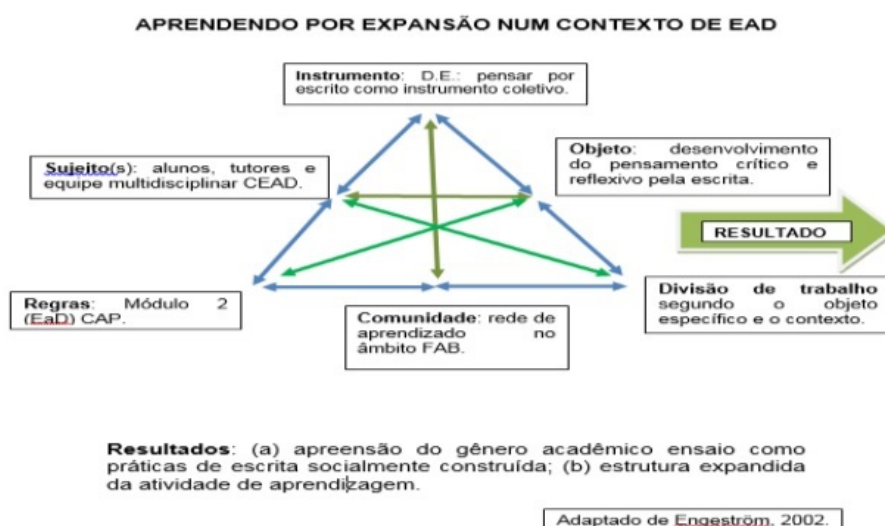 APRENDENDO POR EXPANSÃO NUM CONTEXTO DE EAD
Instrumento: D.E.: pensar por
escrito como instrumento coletivo.
Sujeito(s): alunos, tutores e
equipe multidisciplinar CEAD.
Objeto: desenvolvimento
do pensamento crítico e
reflexivo pela escrita.
RESULTADO
Regras: Módulo 2
(EaD) CAP.
Comunidade: rede de
aprendizado no
âmbito FAB.
Divisão de trabalho
segundo o objeto
específico e o contexto.
Resultados: (a) apreensão do gênero acadêmico ensaio como
práticas de escrita socialmente construída; (b) estrutura expandida
da atividade de aprendizagem.
Adaptado de Engeström, 2002.